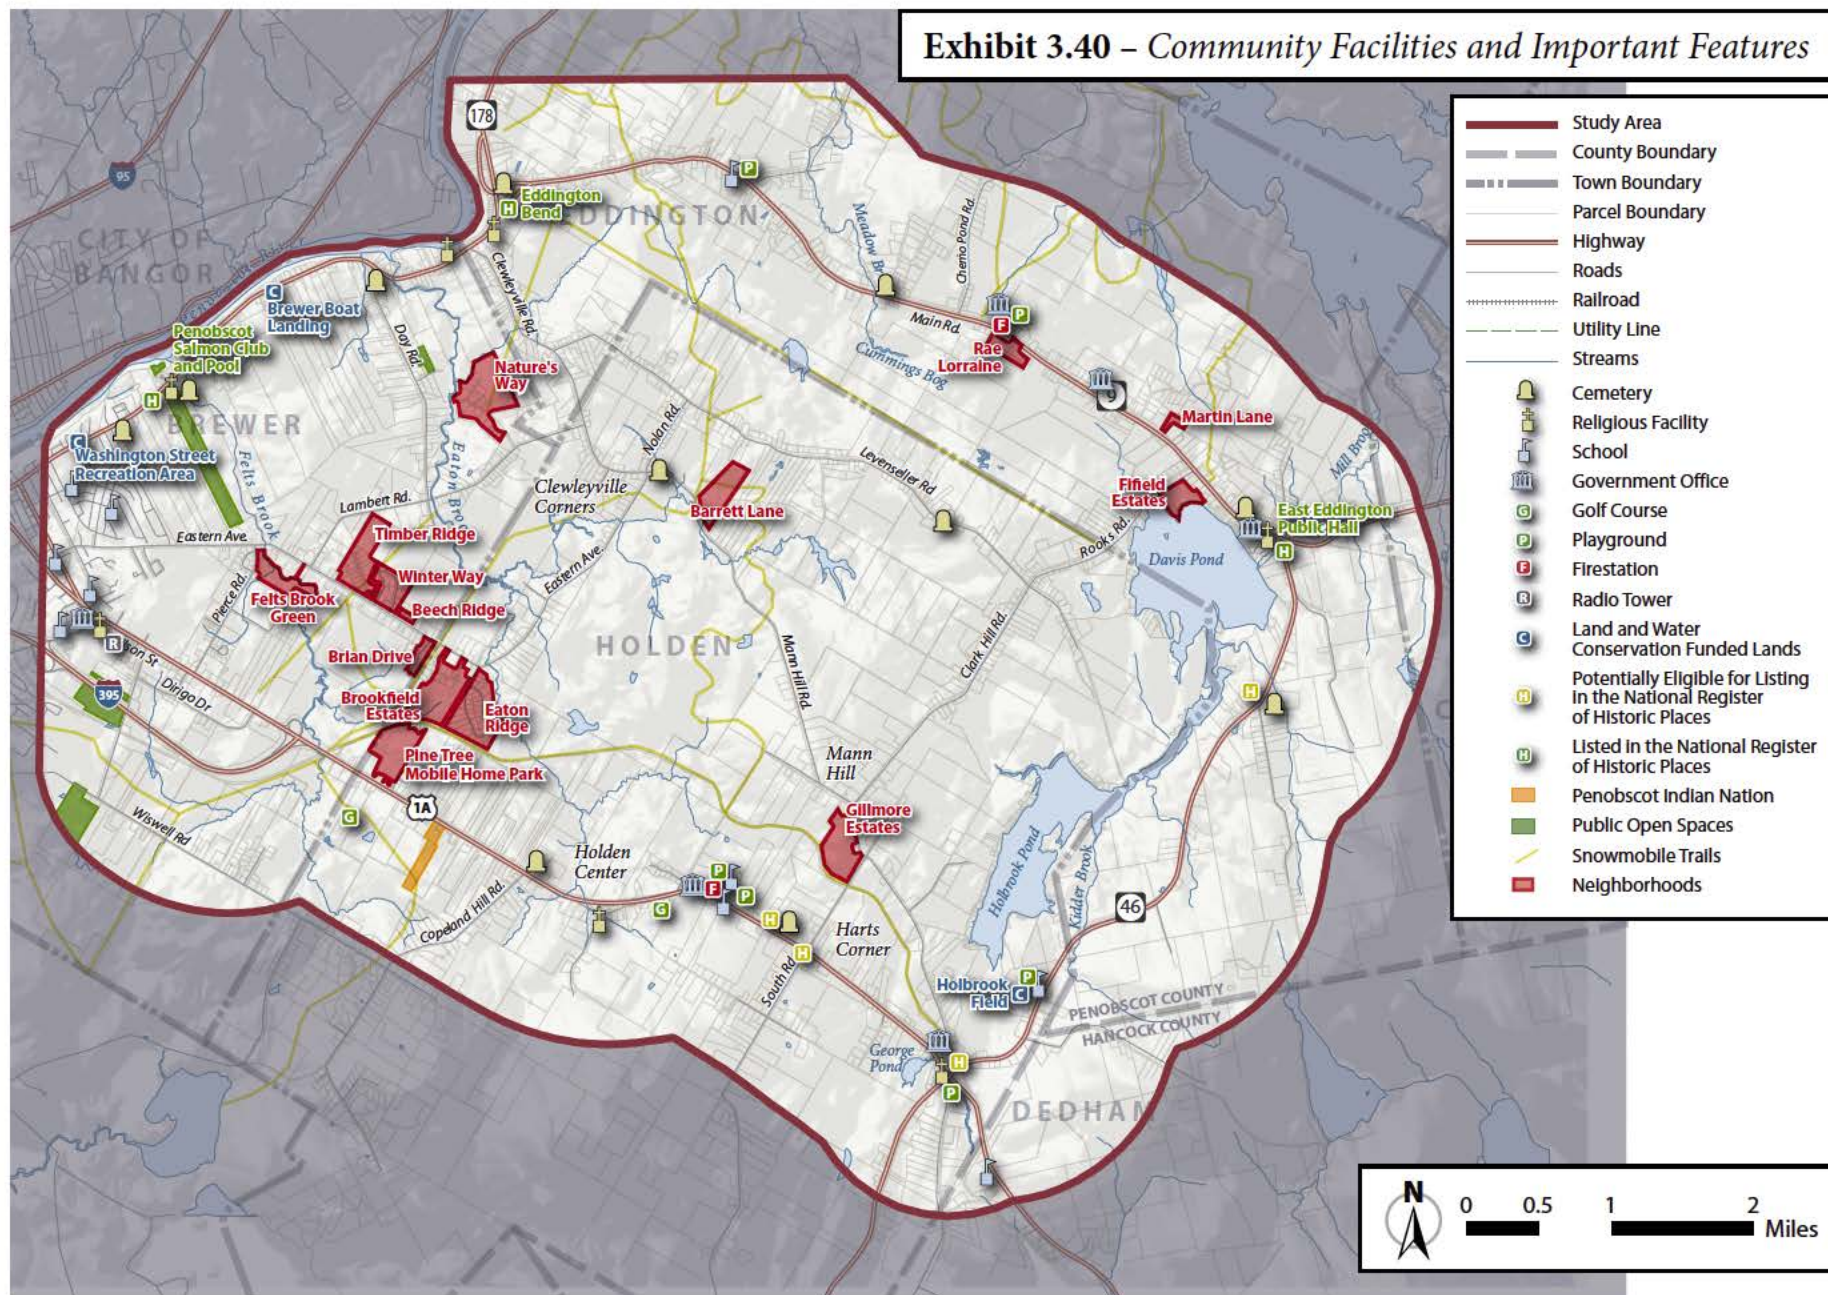 Exhibit 3.40 – Community Facilities and Important Features
Study Area
County Boundary
Town Boundary
Parcel Boundary
Highway
Roads
Railroad
Utility Line
Streams
Cemetery
Religious Facility
School
Government Office
G Golf Course
P Playground
F Firestation
R Radio Tower
C Land and Water
Conservation Funded Lands
H Potentially Eligible for Listing
in the National Register
of Historic Places
H Listed in the National Register
of Historic Places
Penobscot Indian Nation
Public Open Spaces
Snowmobile Trails
Neighborhoods
178
95
P
Eddington
Bend
H
EDDINGTON
CITY OF
BANGOR
Meadow
Chemo Pond Rd.
Clewleyville Rd.
C
Brewer Boat
Landing
Main Rd.
P
F
Rae
Lorraine
Penobscot
Salmon Club
and Pool
Day Rd.
Nature's
Way
Cummings Bog
9
H
BREWER
Martin Lane
C
Washington Street
Recreation Area
Felts Brook
Eaton
Nolan Rd.
Levenseller Rd
Mill
Clewleyville
Corners
Lambert Rd.
Barrett Lane
Fifield
Estates
East Eddington
Public Hall
H
Timber Ridge
Eastern Ave.
Rooks Rd.
Davis Pond
Winter Way
Eastern Ave.
Pierce Rd.
Felts Brook
Green
Beech Ridge
R
HOLDEN
Clark Hill Rd.
Brian Drive
Mann Hill Rd.
395
Dirigo Dr
Brookfield
Estates
Eaton
Ridge
H
Pine Tree
Mobile Home Park
Mann
Hill
1A
G
Wiswell Rd
Gillmore
Estates
Holden
Center
Holbrook Pond
Kidder Brook
P
F
P
46
Copeland Hill Rd.
G
H
Harts
Corner
H
South Rd
P
Holbrook
Field
C
PENOBSCOT COUNTY
HANCOCK COUNTY
George
Pond
H
P
DEDHAM
N
0 0.5 1 2
Miles